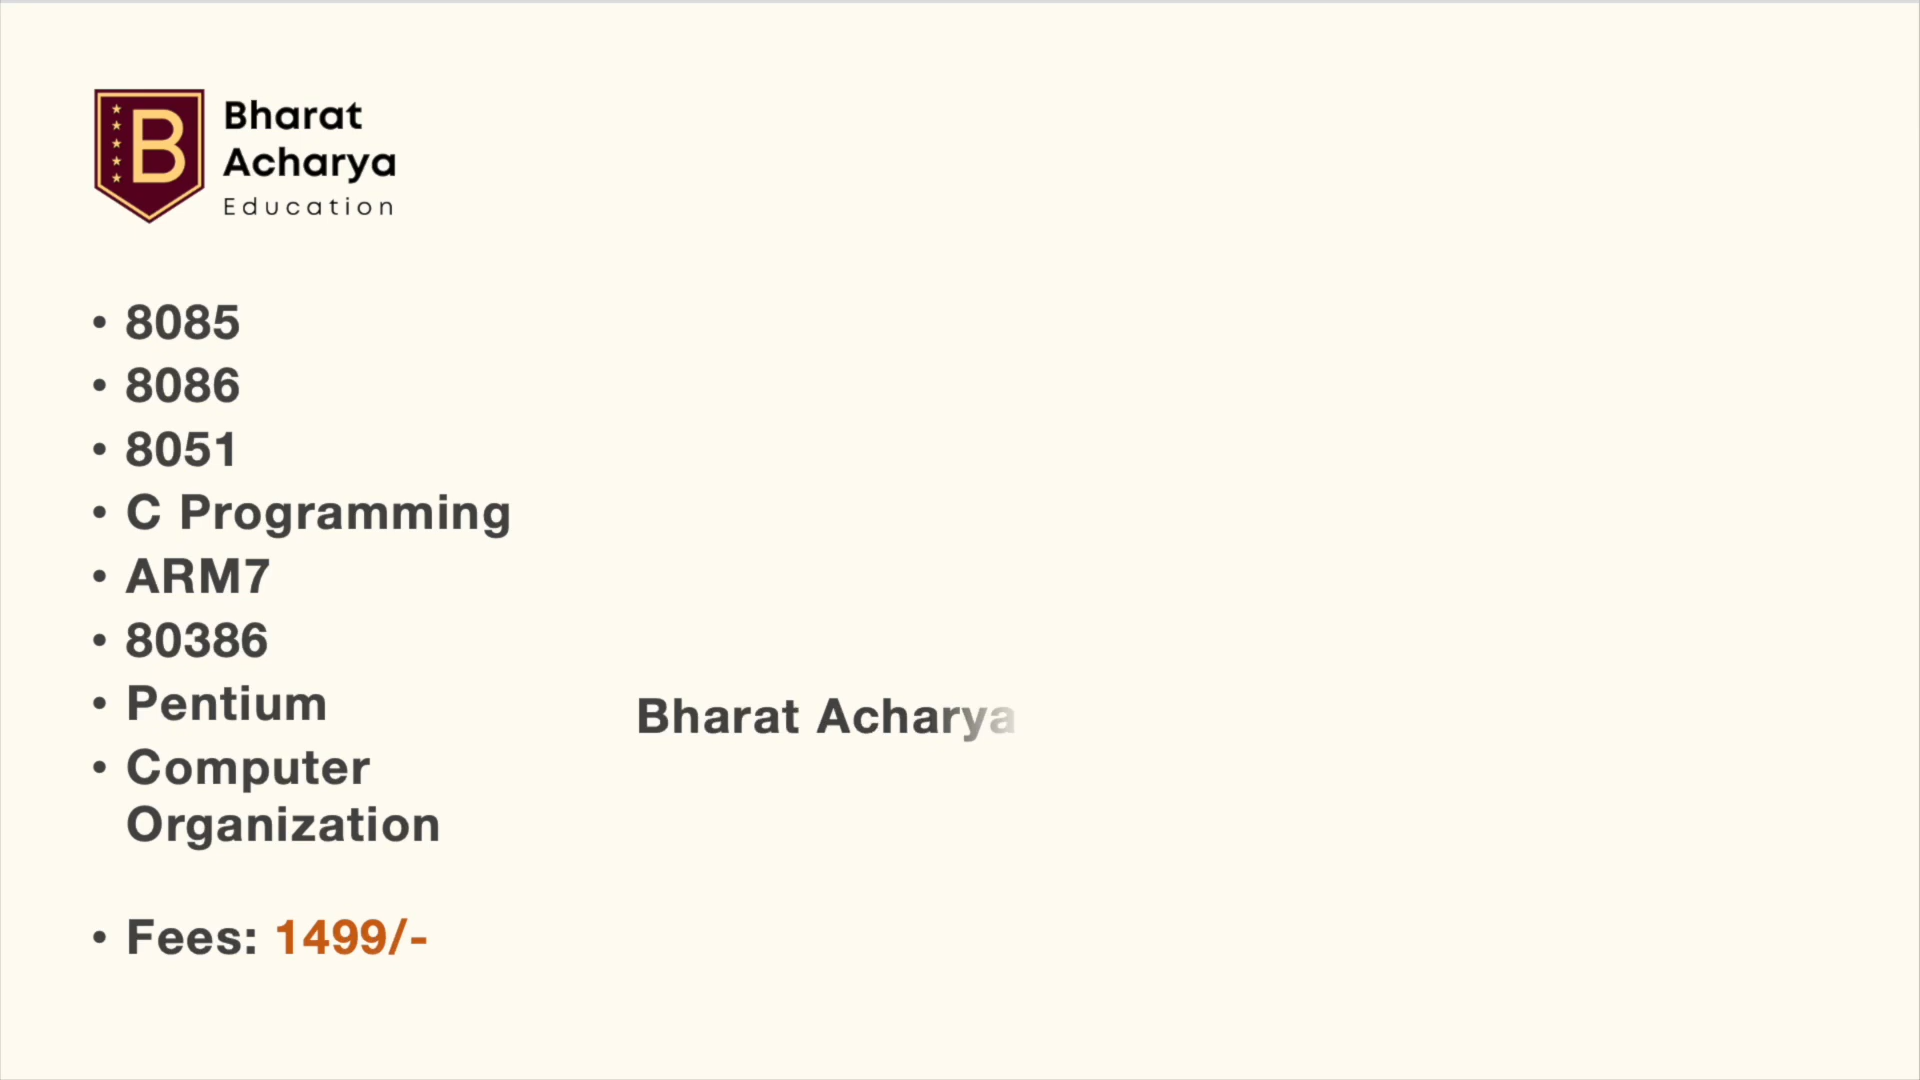 B
Bharat
Acharya
Education
• 8085
• 8086
• 8051
• C Programming
• ARM7
• 80386
• Pentium
• Computer
Organization
• Fees: 1499/-
Bharat Acharya